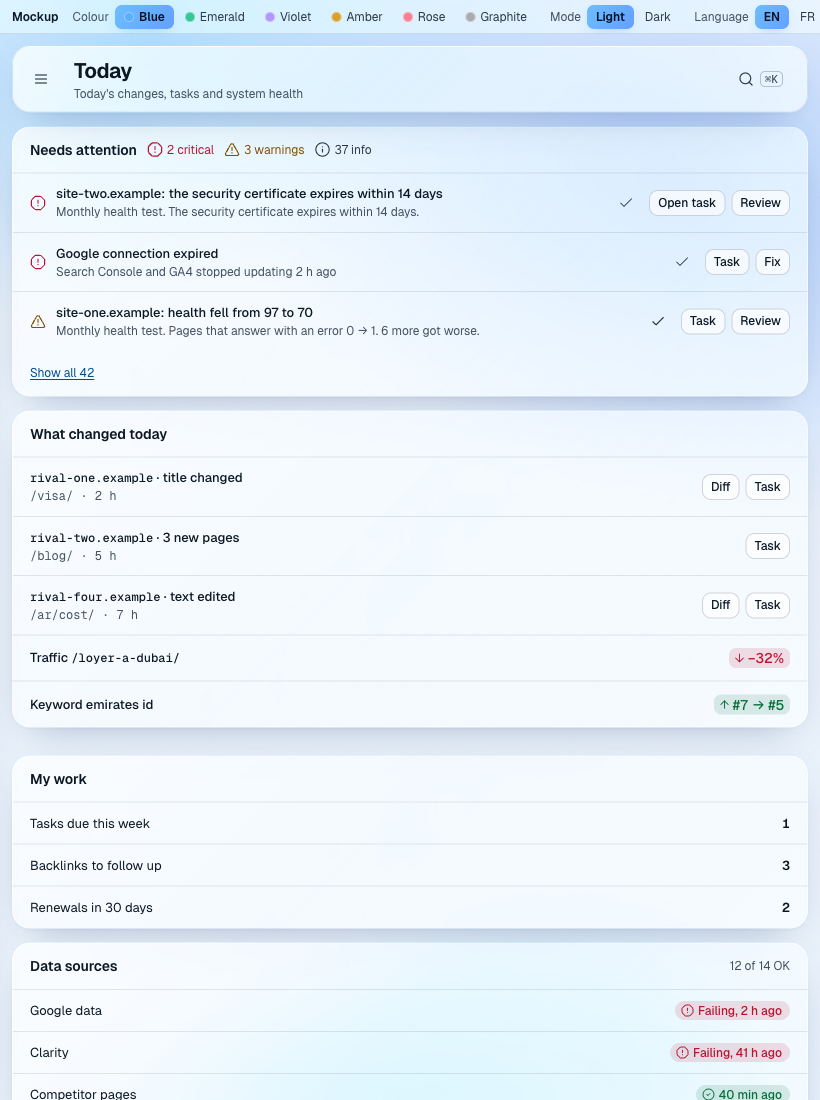 Mockup Colour Blue Emerald Violet Amber Rose Graphite Mode Light Dark Language EN FR
Today
Today's changes, tasks and system health
⌘K
Needs attention 2 critical 3 warnings 37 info
site-two.example: the security certificate expires within 14 days
Monthly health test. The security certificate expires within 14 days.
Open task Review
Google connection expired
Search Console and GA4 stopped updating 2 h ago
Task Fix
site-one.example: health fell from 97 to 70
Monthly health test. Pages that answer with an error 0 → 1. 6 more got worse.
Task Review
Show all 42
What changed today
rival-one.example · title changed
/visa/ · 2 h
Diff Task
rival-two.example · 3 new pages
/blog/ · 5 h
Task
rival-four.example · text edited
/ar/cost/ · 7 h
Diff Task
Traffic /loyer-a-dubai/ ↓ −32%
Keyword emirates id ↑ #7 → #5
My work
Tasks due this week 1
Backlinks to follow up 3
Renewals in 30 days 2
Data sources 12 of 14 OK
Google data Failing, 2 h ago
Clarity Failing, 41 h ago
Competitor pages 40 min ago